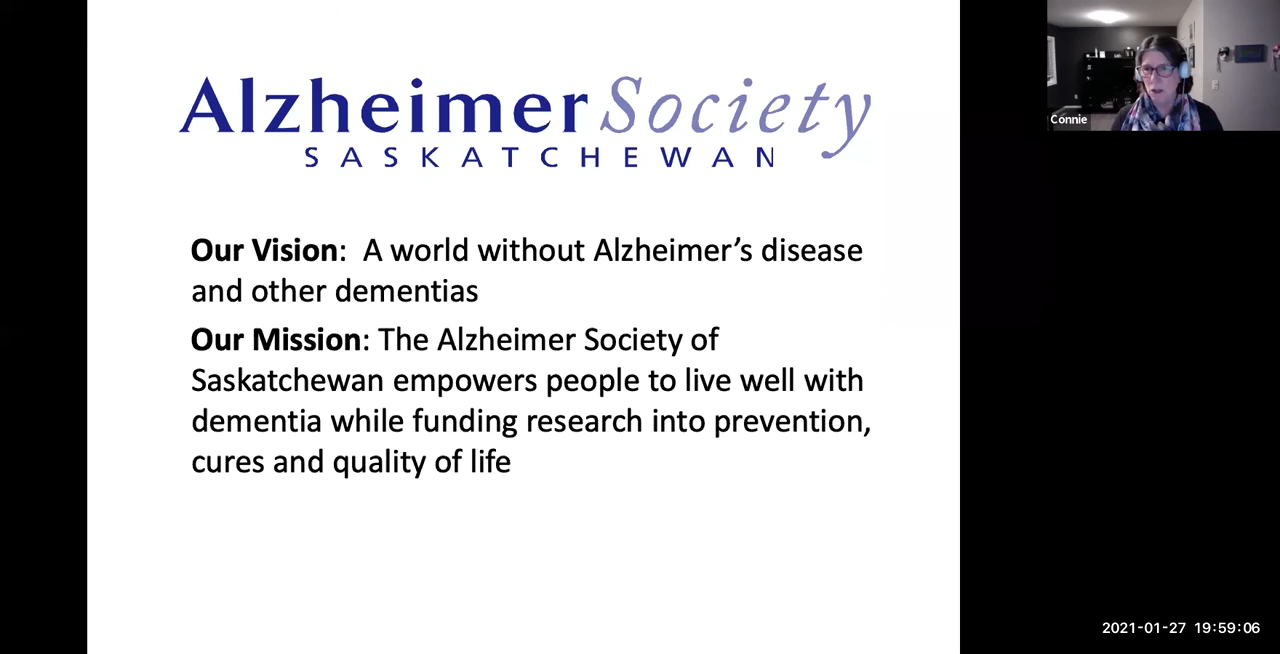 Alzheimer Society
SASKATCHEWAN
Connie
Our Vision: A world without Alzheimer’s disease
and other dementias
Our Mission: The Alzheimer Society of
Saskatchewan empowers people to live well with
dementia while funding research into prevention,
cures and quality of life
2021-01-27 19:59:06